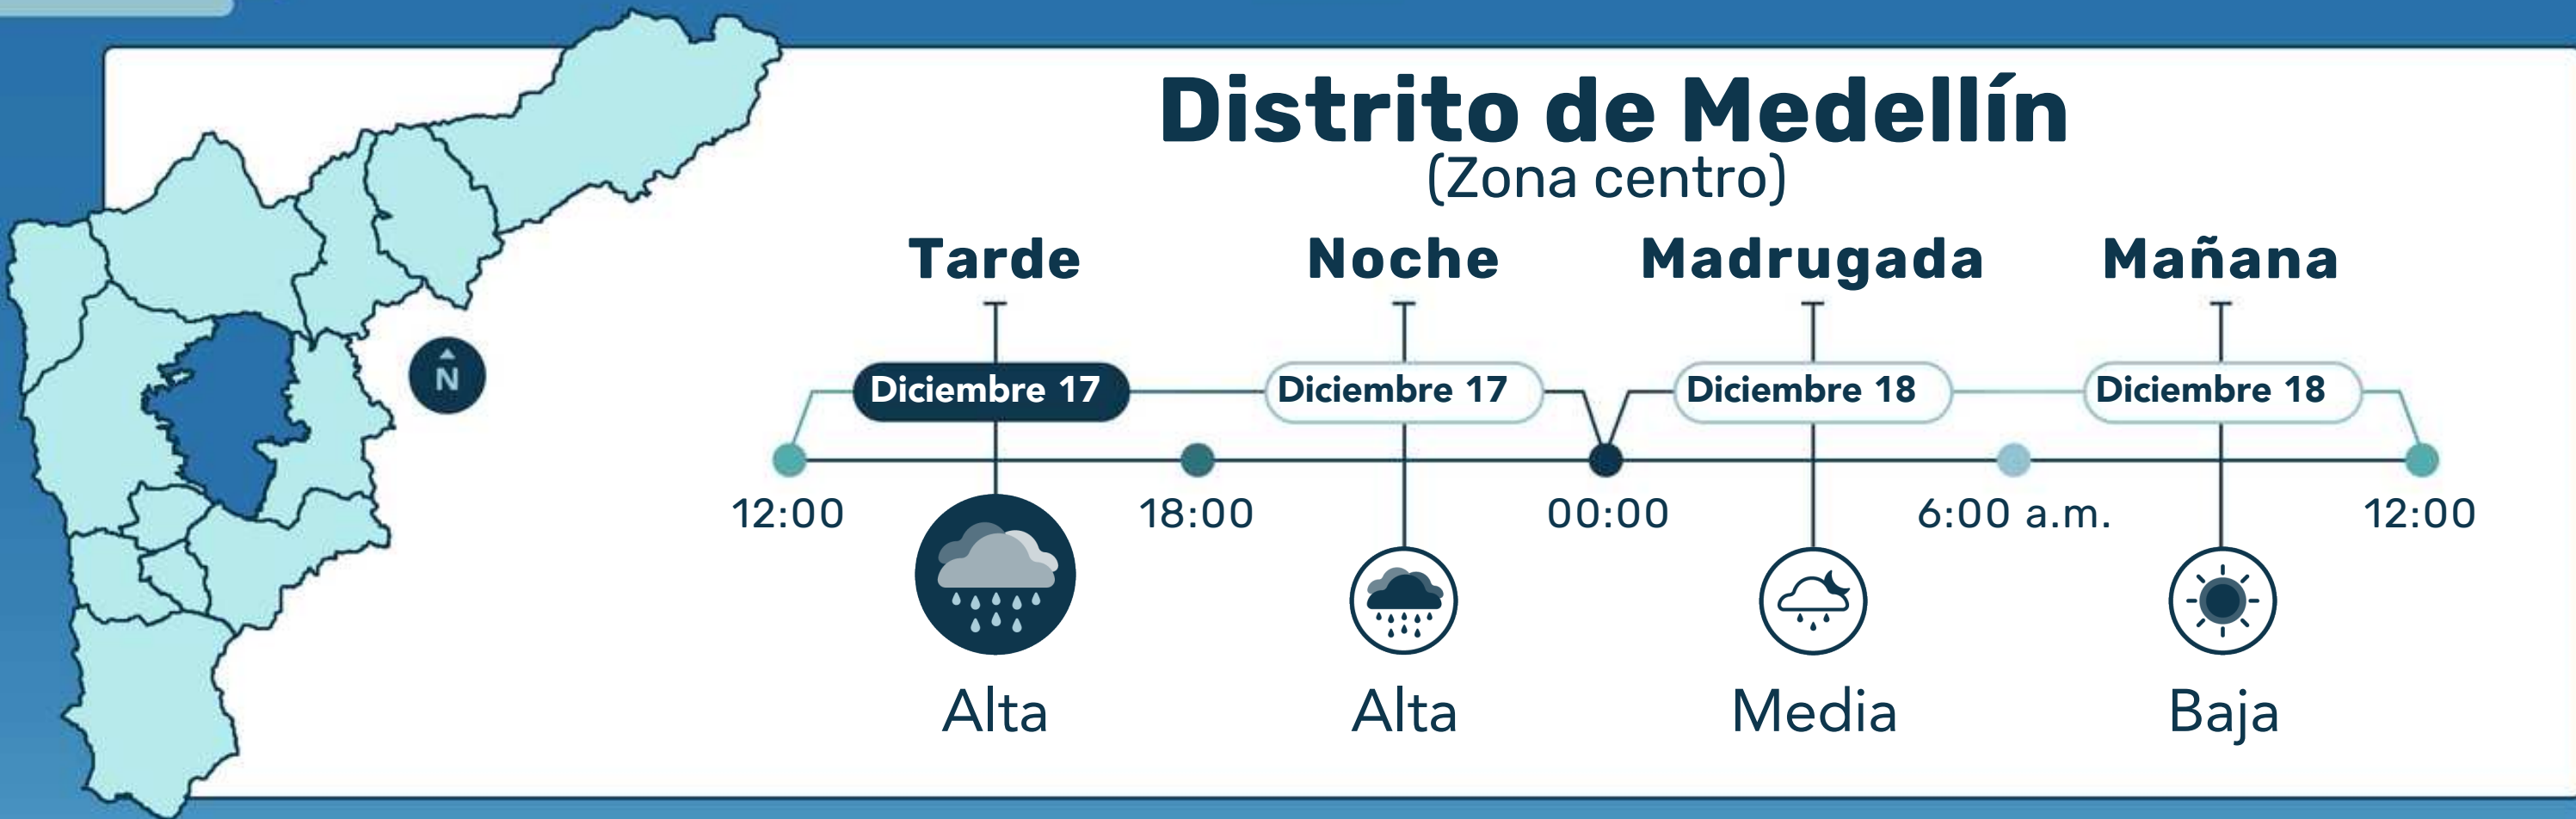 Distrito de Medellín
(Zona centro)
Tarde Noche Madrugada Mañana
N
Diciembre 17 Diciembre 17 Diciembre 18 Diciembre 18
12:00 18:00 00:00 6:00 a.m. 12:00
Alta Alta Media Baja